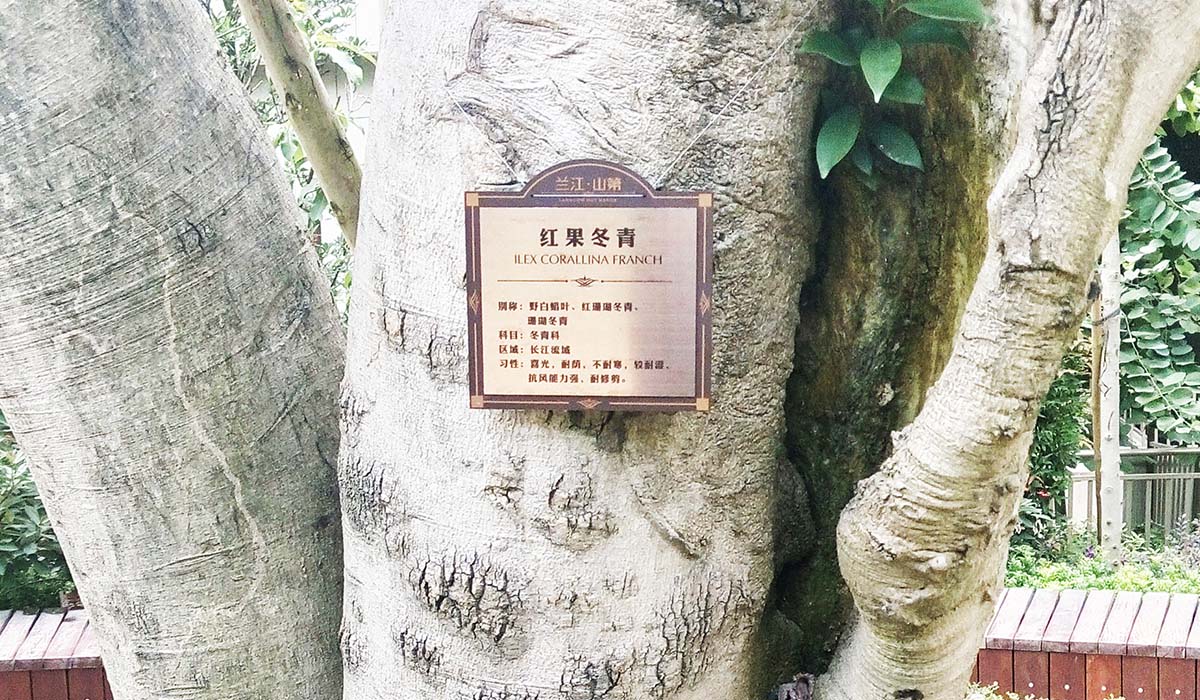 兰江·山第
红果冬青
ILEX CORALLINA FRANCH
别称：野白蜡叶、红珊瑚冬青、
珊瑚冬青
科目：冬青科
区域：长江流域
习性：喜光，耐荫，不耐寒，较耐湿、
抗风能力强、耐修剪。